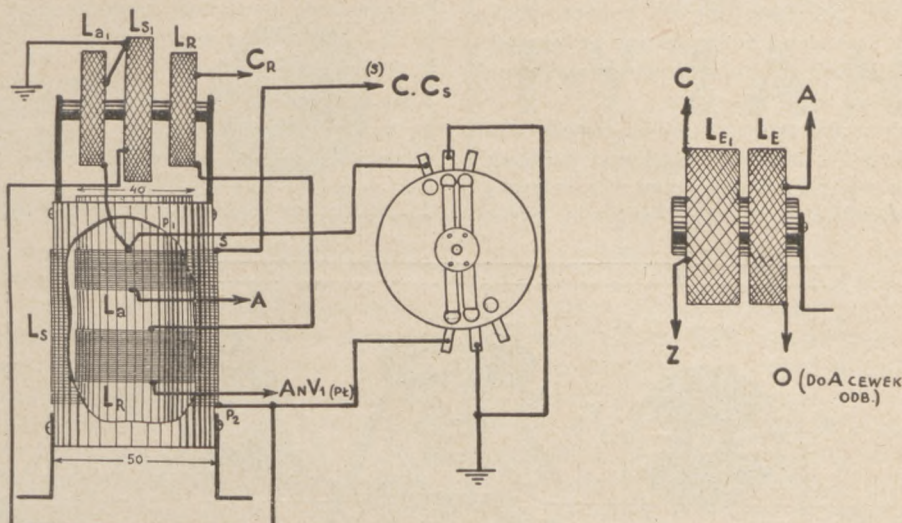 La₁ Ls₁ LR
CR
(S)
C.Cs
40
P₁
S
La
A
Ls
LR
ANV₁ (Pt)
P₂
50
C
LE₁ LE
A
Z
O (DO A CEWEK
ODB.)